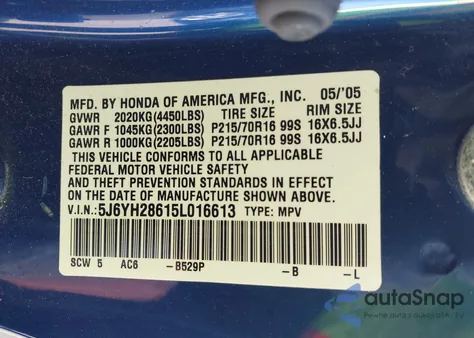 MFD. BY HONDA OF AMERICA MFG., INC. 05/'05
GVWR 2020KG(4450LBS) TIRE SIZE RIM SIZE
GAWR F 1045KG(2300LBS) P215/70R16 99S 16X6.5JJ
GAWR R 1000KG(2205LBS) P215/70R16 99S 16X6.5JJ
THIS VEHICLE CONFORMS TO ALL APPLICABLE
FEDERAL MOTOR VEHICLE SAFETY
AND THEFT PREVENTION STANDARDS IN EFFECT
ON THE DATE OF MANUFACTURE SHOWN ABOVE.
V.I.N.:5J6YH28615L016613 TYPE: MPV
SCW 5 AC6 -B529P -B -L
autoSnap